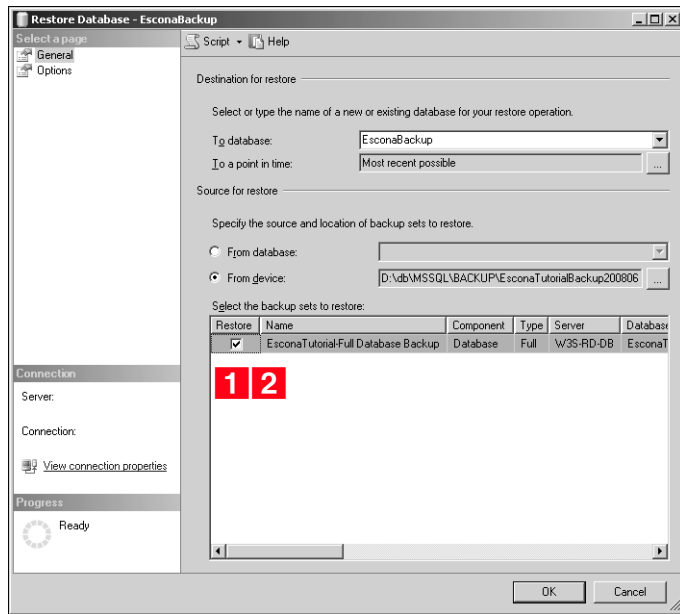 Restore Database - EsconaBackup
Select a page
General
Options
Script
Help
Destination for restore
Select or type the name of a new or existing database for your restore operation.
To database:
EsconaBackup
To a point in time:
Most recent possible
...
Source for restore
Specify the source and location of backup sets to restore.
From database:
From device:
D:\db\MSSQL\BACKUP\EsconaTutorialBackup200806
...
Select the backup sets to restore:
Restore Name Component Type Server Database
EsconaTutorial-Full Database Backup Database Full W3S-RD-DB EsconaT
1 2
Connection
Server:
Connection:
View connection properties
Progress
Ready
OK Cancel